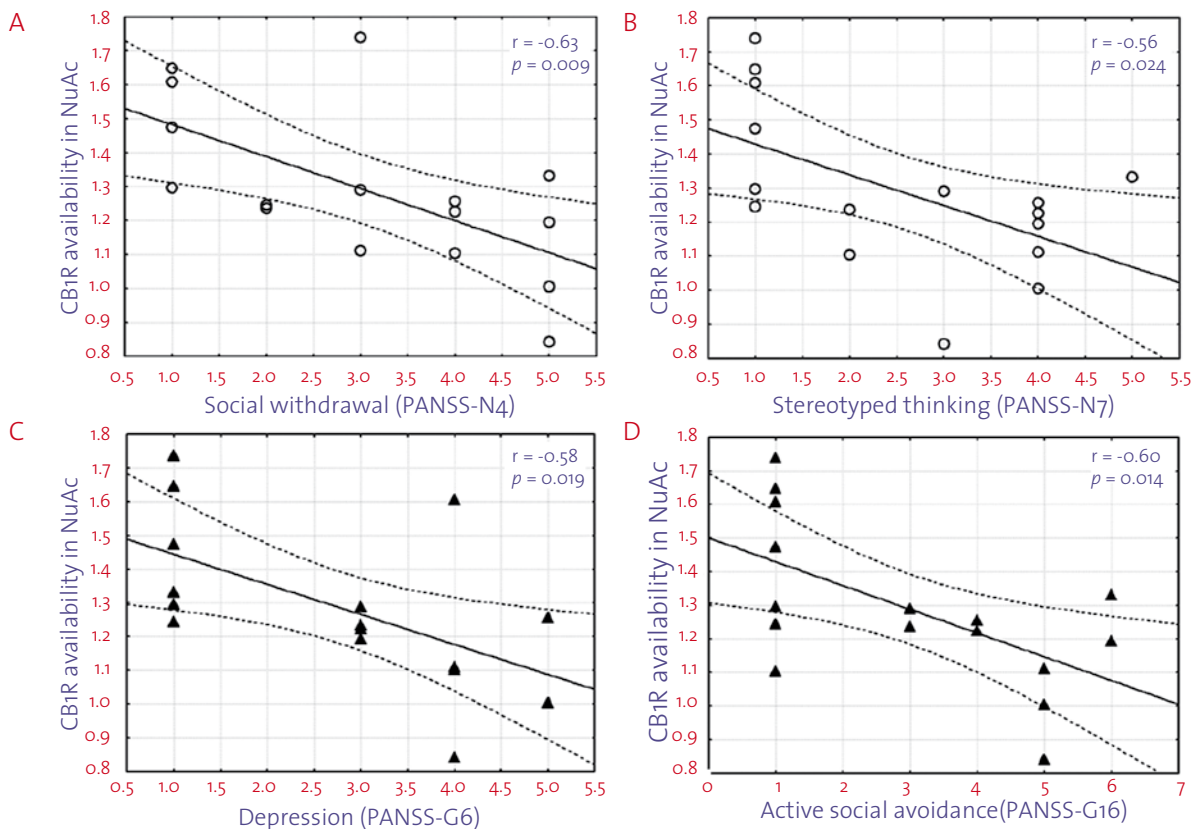 A
CB1R availability in NuAc
1.8
1.7
1.6
1.5
1.4
1.3
1.2
1.1
1.0
0.9
0.8
r = -0.63
p = 0.009
0.5 1.0 1.5 2.0 2.5 3.0 3.5 4.0 4.5 5.0 5.5
Social withdrawal (PANSS-N4)
B
CB1R availability in NuAc
1.8
1.7
1.6
1.5
1.4
1.3
1.2
1.1
1.0
0.9
0.8
r = -0.56
p = 0.024
0.5 1.0 1.5 2.0 2.5 3.0 3.5 4.0 4.5 5.0 5.5
Stereotyped thinking (PANSS-N7)
C
CB1R availability in NuAc
1.8
1.7
1.6
1.5
1.4
1.3
1.2
1.1
1.0
0.9
0.8
r = -0.58
p = 0.019
0.5 1.0 1.5 2.0 2.5 3.0 3.5 4.0 4.5 5.0 5.5
Depression (PANSS-G6)
D
CB1R availability in NuAc
1.8
1.7
1.6
1.5
1.4
1.3
1.2
1.1
1.0
0.9
0.8
r = -0.60
p = 0.014
0 1 2 3 4 5 6 7
Active social avoidance(PANSS-G16)